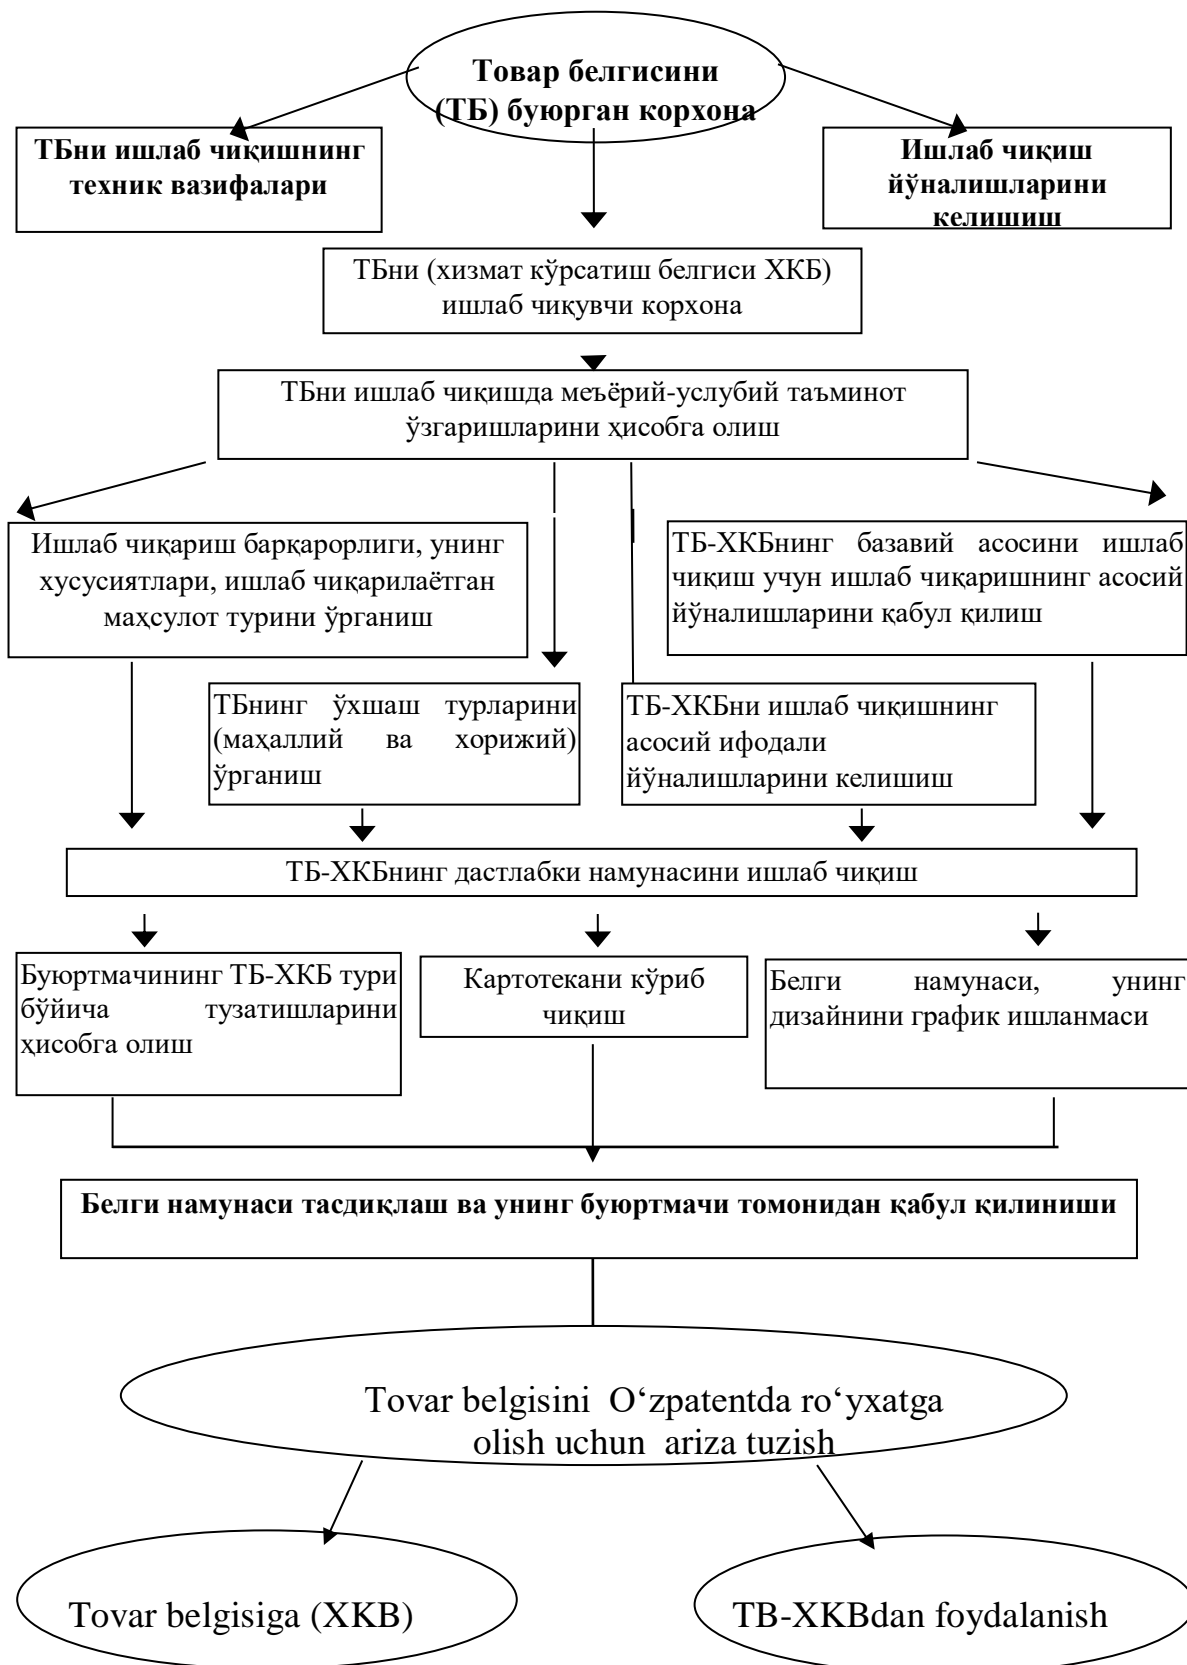 Товар белгисини
(ТБ) буюрган корхона
ТБни ишлаб чиқишнинг
техник вазифалари
Ишлаб чиқиш
йўналишларини
келишиш
ТБни (хизмат кўрсатиш белгиси ХКБ)
ишлаб чиқувчи корхона
ТБни ишлаб чиқишда меъёрий-услубий таъминот
ўзгаришларини ҳисобга олиш
Ишлаб чиқариш барқарорлиги, унинг
хусусиятлари, ишлаб чиқарилаётган
маҳсулот турини ўрганиш
ТБ-ХКБнинг базавий асосини ишлаб
чиқиш учун ишлаб чиқаришнинг асосий
йўналишларини қабул қилиш
ТБнинг ўхшаш турларини
(маҳаллий ва хорижий)
ўрганиш
ТБ-ХКБни ишлаб чиқишнинг
асосий ифодали
йўналишларини келишиш
ТБ-ХКБнинг дастлабки намунасини ишлаб чиқиш
Буюртмачининг ТБ-ХКБ тури
бўйича тузатишларини
ҳисобга олиш
Картотекани кўриб
чиқиш
Белги намунаси, унинг
дизайнини график ишланмаси
Белги намунаси тасдиқлаш ва унинг буюртмачи томонидан қабул қилиниши
Tovar belgisini O‘zpatentda ro‘yxatga
olish uchun ariza tuzish
Tovar belgisiga (XKB)
TB-XKBdan foydalanish